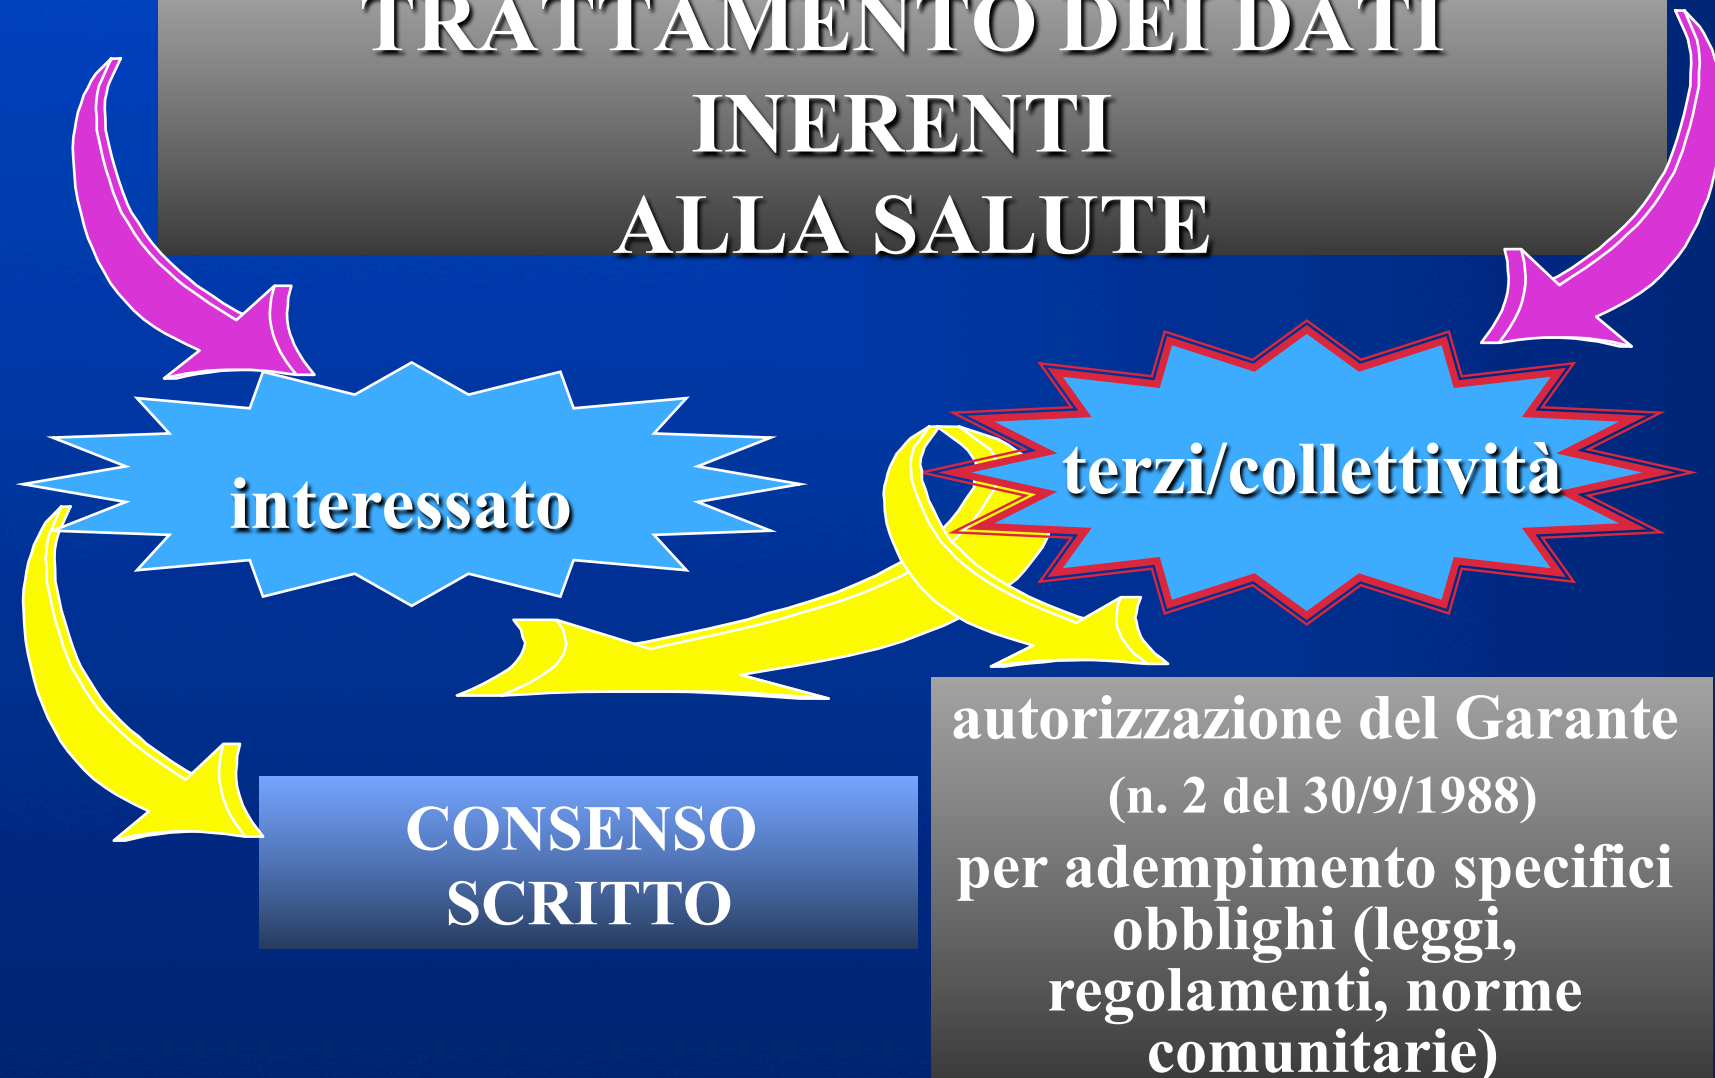 TRATTAMENTO DEI DATI
INERENTI
ALLA SALUTE
interessato
terzi/collettività
CONSENSO
SCRITTO
autorizzazione del Garante
(n. 2 del 30/9/1988)
per adempimento specifici
obblighi (leggi,
regolamenti, norme
comunitarie)